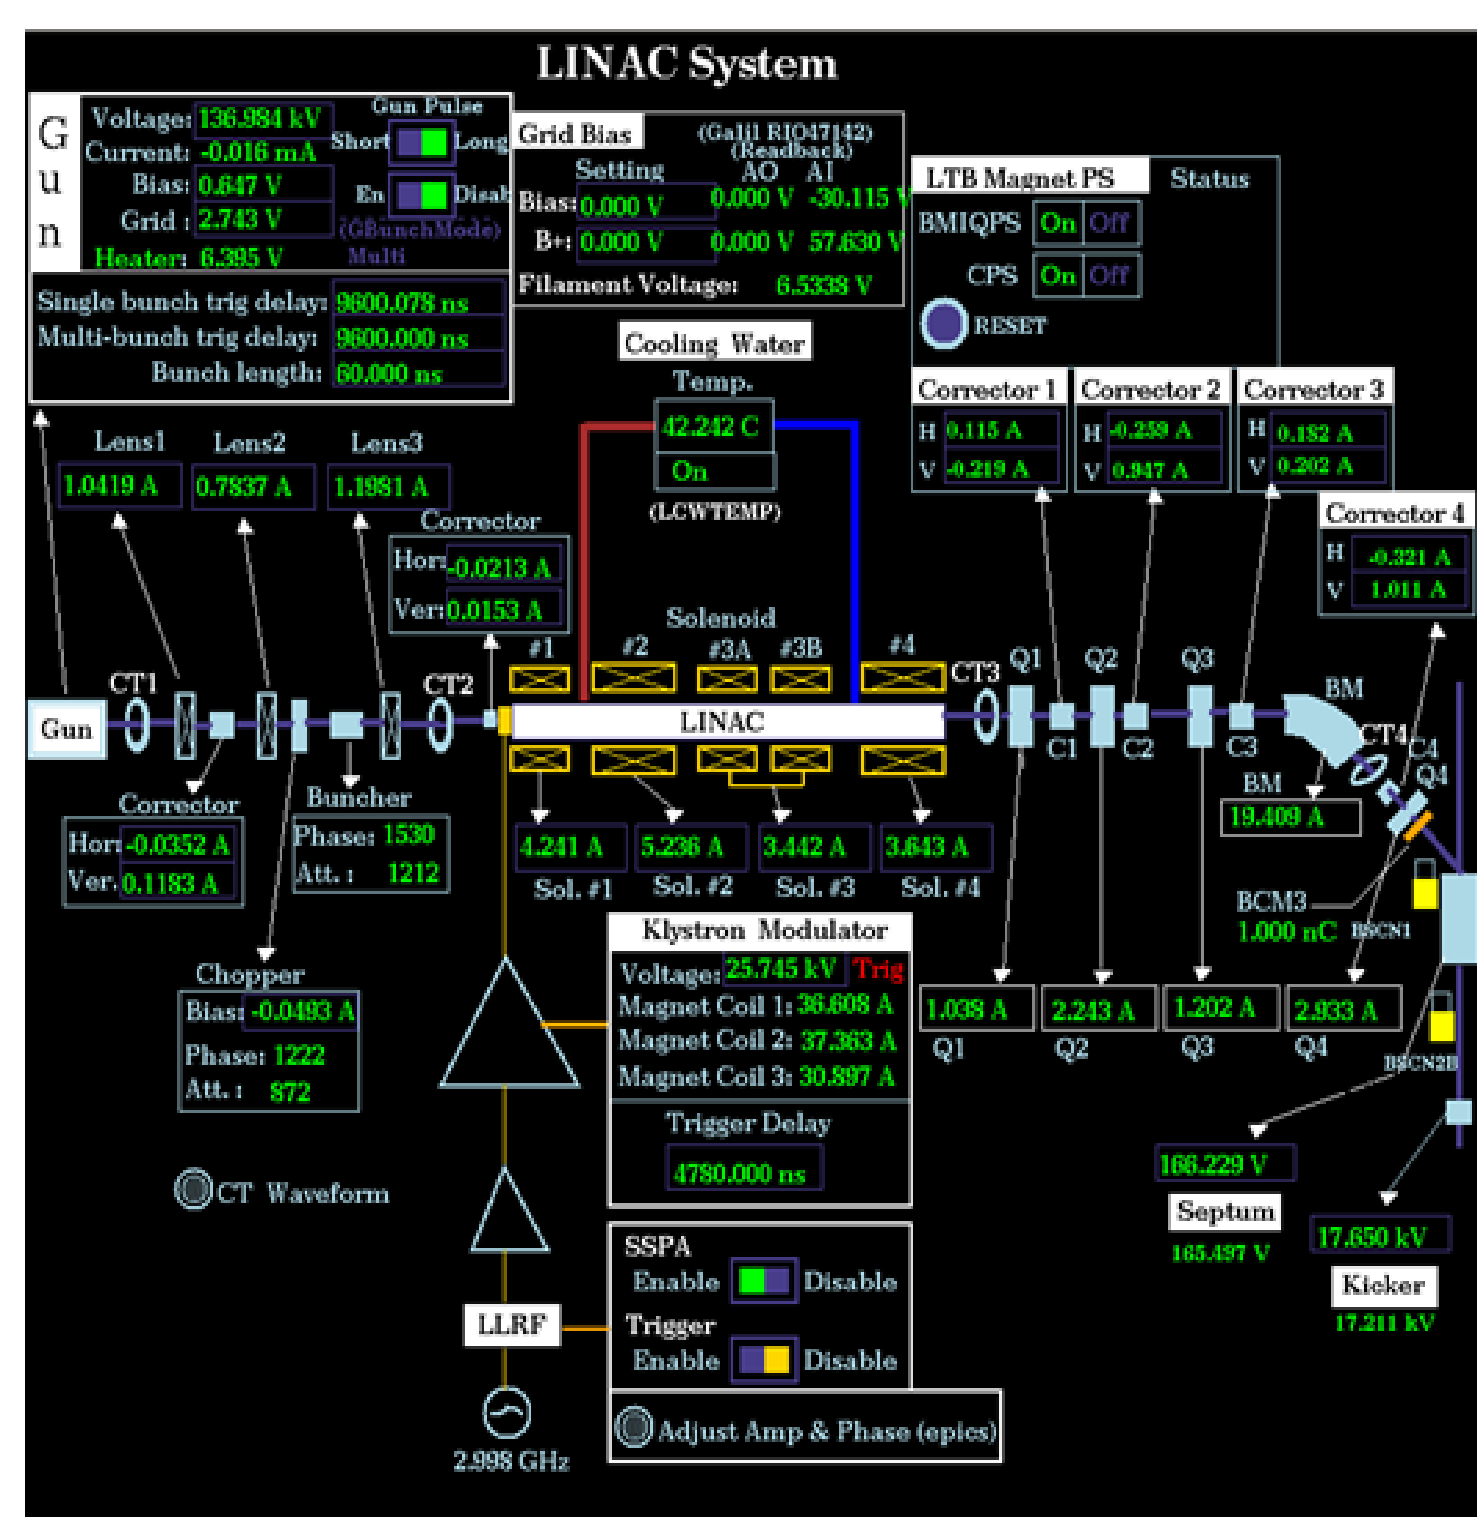 LINAC System
Gun
Voltage: 136.984 kV
Current: -0.016 mA
Bias: 0.647 V
Grid : 2.743 V
Heater: 6.395 V
Gun Pulse
Short Long
En Disab
(GBunchMode)
Multi
Single bunch trig delay: 9600.078 ns
Multi-bunch trig delay: 9600.000 ns
Bunch length: 60.000 ns
Grid Bias
(Galil RIO47142)
(Readback)
Setting AO AI
Bias: 0.000 V 0.000 V -30.115 V
B+: 0.000 V 0.000 V 57.630 V
Filament Voltage: 6.5338 V
LTB Magnet PS Status
BMIQPS On Off
CPS On Off
RESET
Cooling Water
Temp.
42.242 C
On
(LCWTEMP)
Corrector 1
H 0.115 A
V -0.219 A
Corrector 2
H -0.259 A
V 0.947 A
Corrector 3
H 0.182 A
V 0.202 A
Corrector 4
H -0.321 A
V 1.011 A
Lens1 Lens2 Lens3
1.0419 A 0.7837 A 1.1981 A
Corrector
Hor: -0.0213 A
Ver: 0.0153 A
Solenoid
#1 #2 #3A #3B #4
Gun CT1 CT2 LINAC CT3 Q1 Q2 Q3 BM
C1 C2 C3 CT4 C4
Q4
Corrector
Hor: -0.0352 A
Ver. 0.1183 A
Buncher
Phase: 1530
Att. : 1212
4.241 A 5.236 A 3.442 A 3.643 A
Sol. #1 Sol. #2 Sol. #3 Sol. #4
BM
19.409 A
BCM3
1.000 nC
BSCN1
Chopper
Bias: -0.0493 A
Phase: 1222
Att. : 872
Klystron Modulator
Voltage: 25.745 kV Trig
Magnet Coil 1: 36.608 A
Magnet Coil 2: 37.363 A
Magnet Coil 3: 30.897 A
Trigger Delay
4780.000 ns
1.038 A 2.243 A 1.202 A 2.933 A
Q1 Q2 Q3 Q4
BSCN2B
166.229 V
Septum
165.497 V
17.650 kV
Kicker
17.211 kV
CT Waveform
SSPA
Enable Disable
Trigger
Enable Disable
LLRF
Adjust Amp & Phase (epics)
2.998 GHz